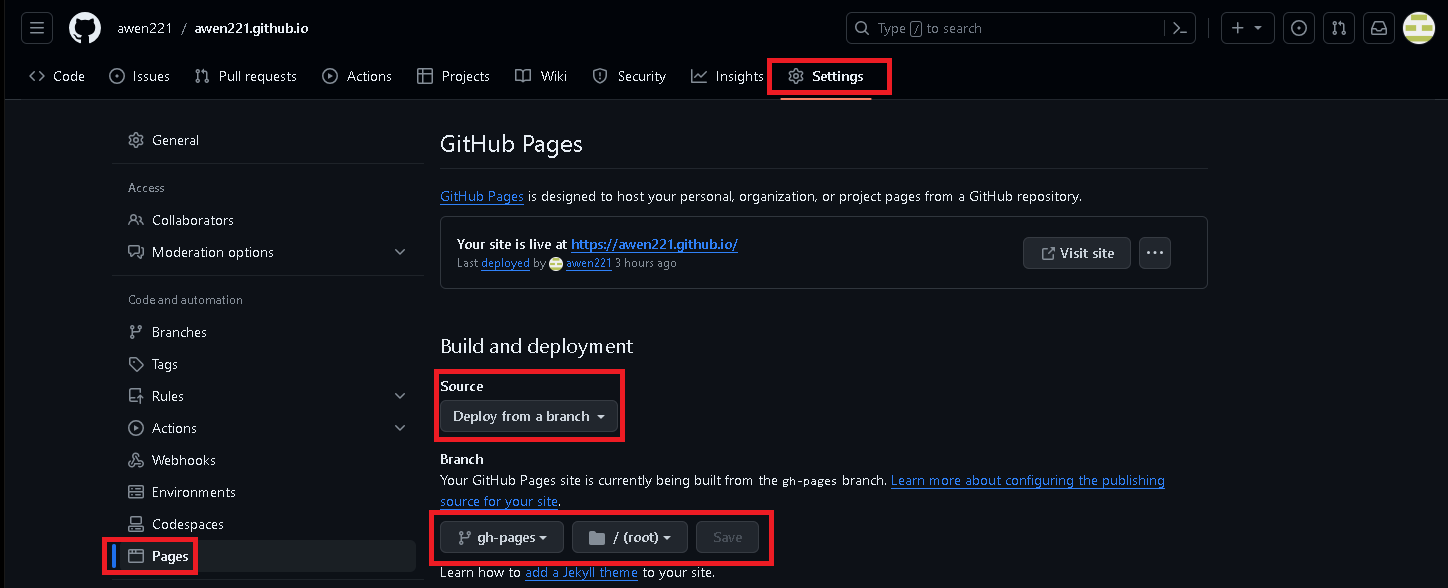 awen221 / awen221.github.io
Type / to search
Code Issues Pull requests Actions Projects Wiki Security Insights Settings
General
Access
Collaborators
Moderation options
Code and automation
Branches
Tags
Rules
Actions
Webhooks
Environments
Codespaces
Pages
GitHub Pages
GitHub Pages is designed to host your personal, organization, or project pages from a GitHub repository.
Your site is live at https://awen221.github.io/
Last deployed by awen221 3 hours ago
Visit site
Build and deployment
Source
Deploy from a branch
Branch
Your GitHub Pages site is currently being built from the gh-pages branch. Learn more about configuring the publishing
source for your site.
gh-pages / (root) Save
Learn how to add a Jekyll theme to your site.